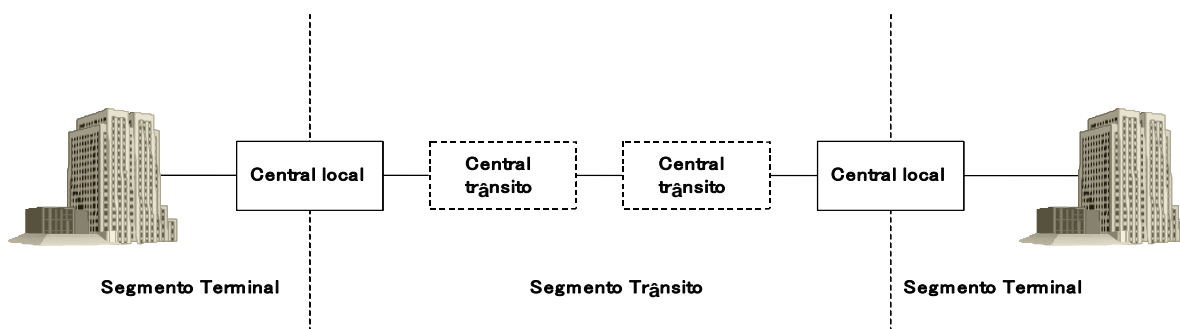 Central local
Central
trânsito
Central
trânsito
Central local
Segmento Terminal
Segmento Trânsito
Segmento Terminal